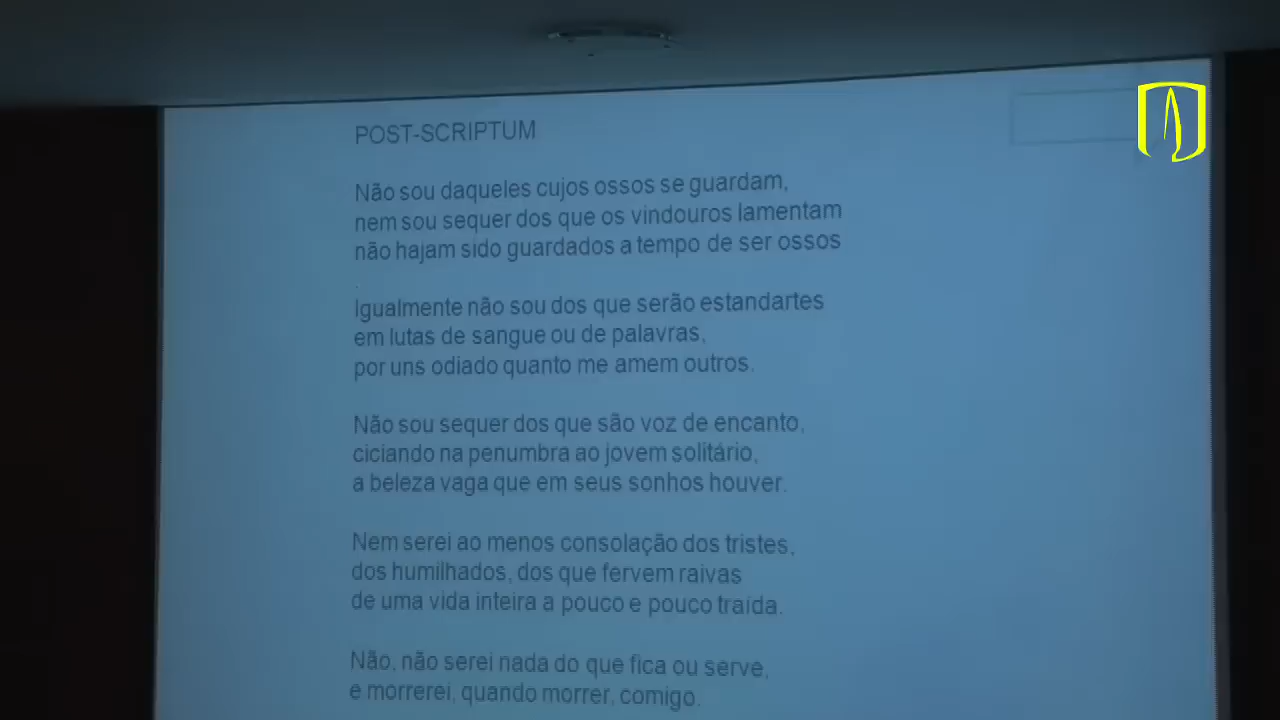 POST-SCRIPTUM
Não sou daqueles cujos ossos se guardam,
nem sou sequer dos que os vindouros lamentam
não hajam sido guardados a tempo de ser ossos
Igualmente não sou dos que serão estandartes
em lutas de sangue ou de palavras,
por uns odiado quanto me amem outros.
Não sou sequer dos que são voz de encanto,
ciciando na penumbra ao jovem solitário,
a beleza vaga que em seus sonhos houver.
Nem serei ao menos consolação dos tristes,
dos humilhados, dos que fervem raivas
de uma vida inteira a pouco e pouco traída.
Não, não serei nada do que fica ou serve,
e morrerei, quando morrer, comigo.